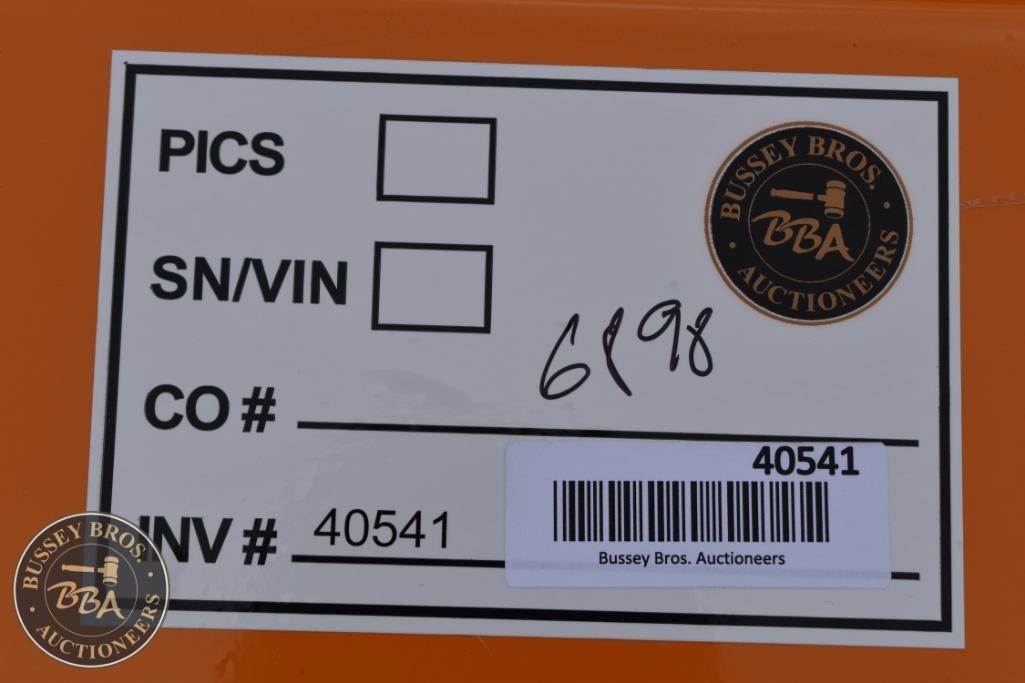 PICS
BUSSEY BROS.
BBA
AUCTIONEERS
SN/VIN
6198
CO #
40541
INV # 40541
Bussey Bros. Auctioneers
BUSSEY BROS.
BBA
AUCTIONEERS